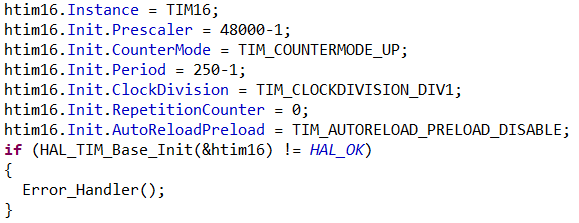 htim16.Instance = TIM16;
htim16.Init.Prescaler = 48000-1;
htim16.Init.CounterMode = TIM_COUNTERMODE_UP;
htim16.Init.Period = 250-1;
htim16.Init.ClockDivision = TIM_CLOCKDIVISION_DIV1;
htim16.Init.RepetitionCounter = 0;
htim16.Init.AutoReloadPreload = TIM_AUTORELOAD_PRELOAD_DISABLE;
if (HAL_TIM_Base_Init(&htim16) != HAL_OK)
{
  Error_Handler();
}